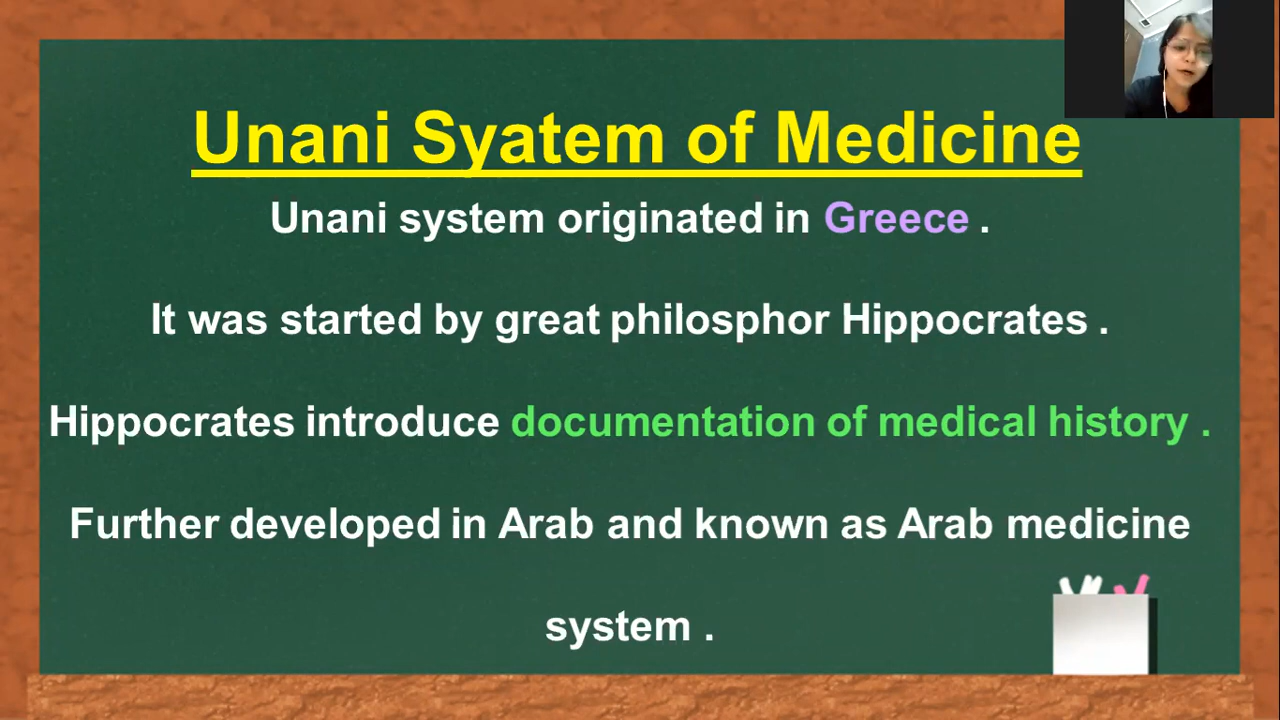 Unani Syatem of Medicine
Unani system originated in Greece .
It was started by great philosphor Hippocrates .
Hippocrates introduce documentation of medical history .
Further developed in Arab and known as Arab medicine
system .